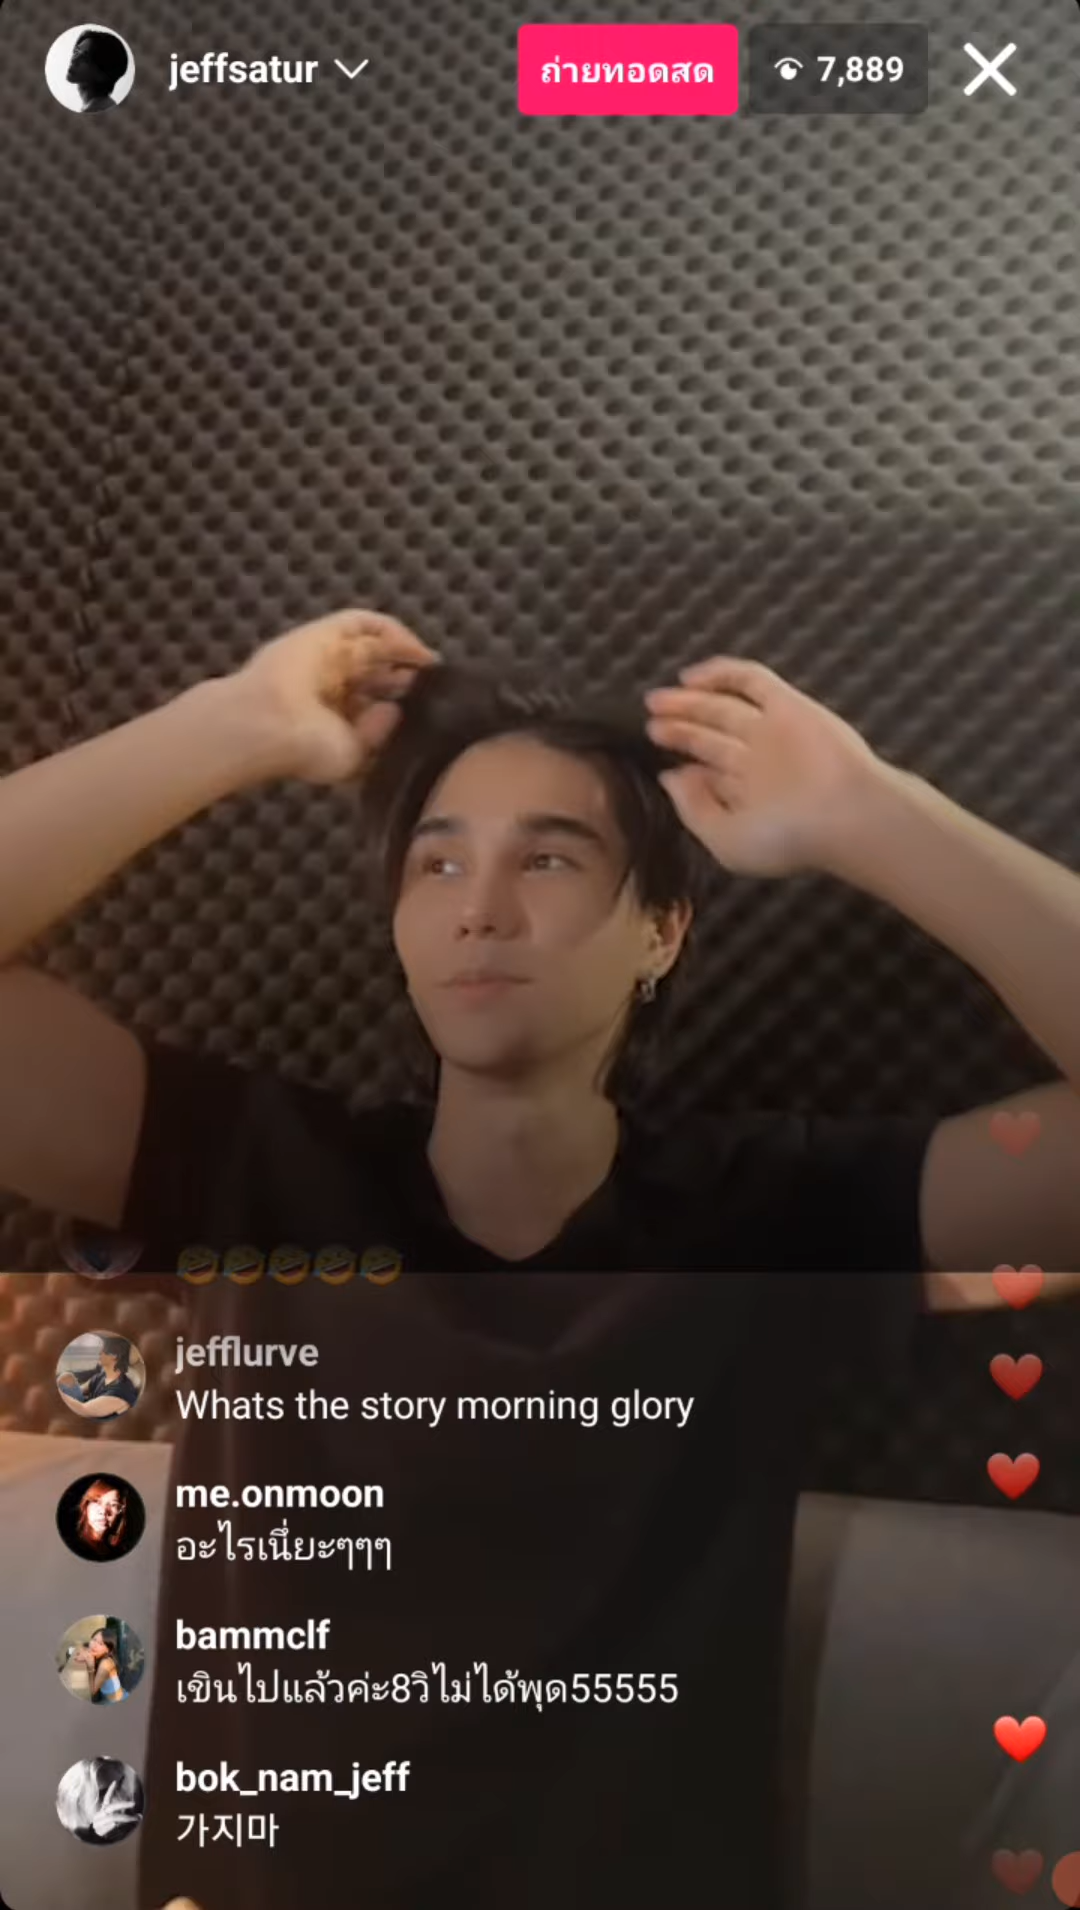 jeffsatur
ถ่ายทอดสด
7,889
🤣🤣🤣🤣🤣
jefflurve
Whats the story morning glory
me.onmoon
อะไรเนี่ยะๆๆๆ
bammclf
เขินไปแล้วค่ะ8วิไม่ได้พุด55555
bok_nam_jeff
가지마